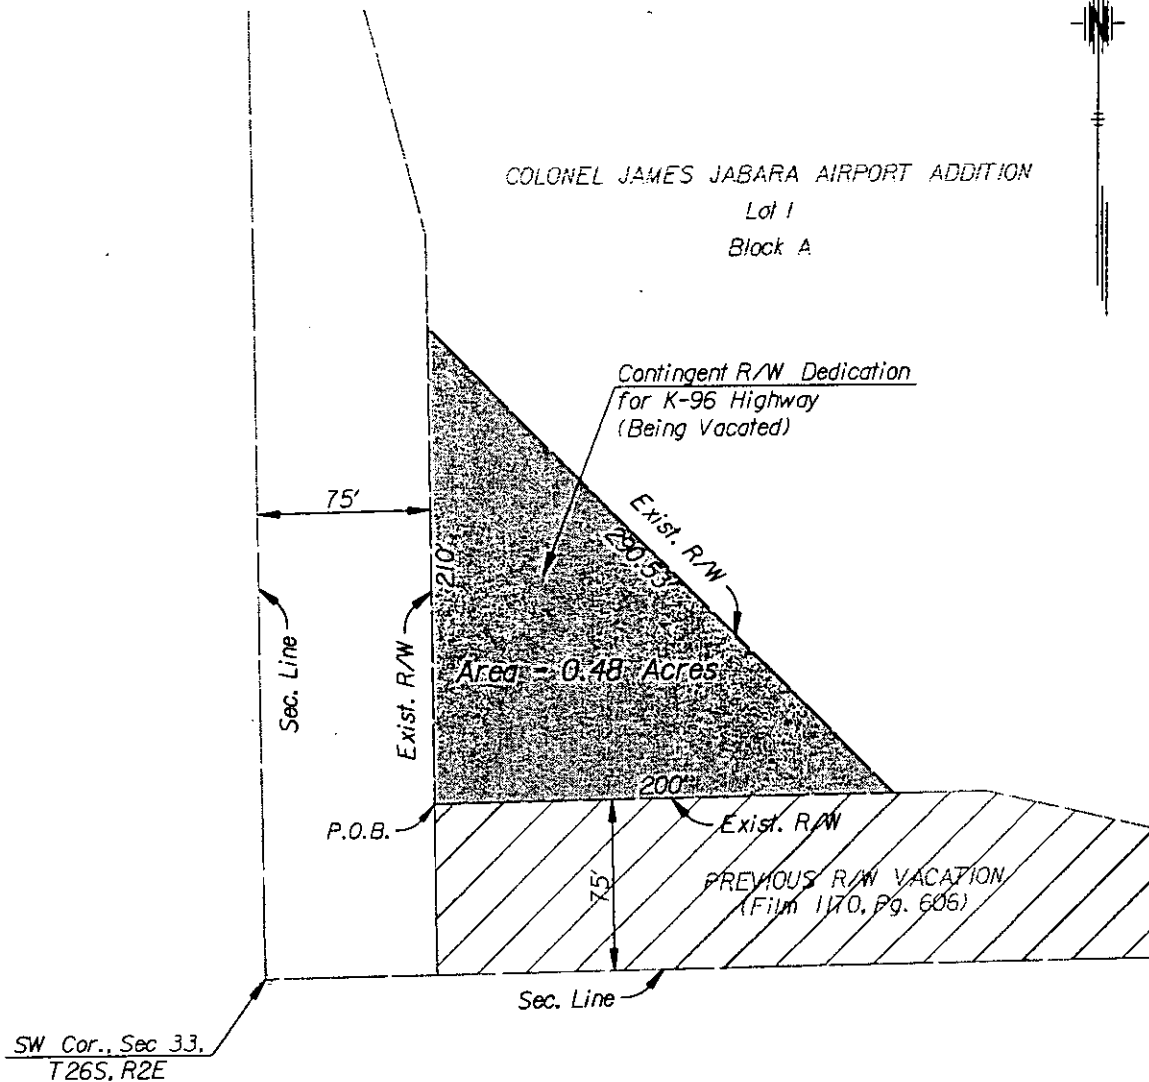 N
COLONEL JAMES JABARA AIRPORT ADDITION
Lot 1
Block A
Contingent R/W Dedication
for K-96 Highway
(Being Vacated)
75'
Exist. R/W
290.53'
210'
Sec. Line
Exist. R/W
Area = 0.48 Acres
200'
P.O.B.
Exist. R/W
75'
PREVIOUS R/W VACATION
(Film 1170, Pg. 606)
Sec. Line
SW Cor., Sec 33,
T26S, R2E